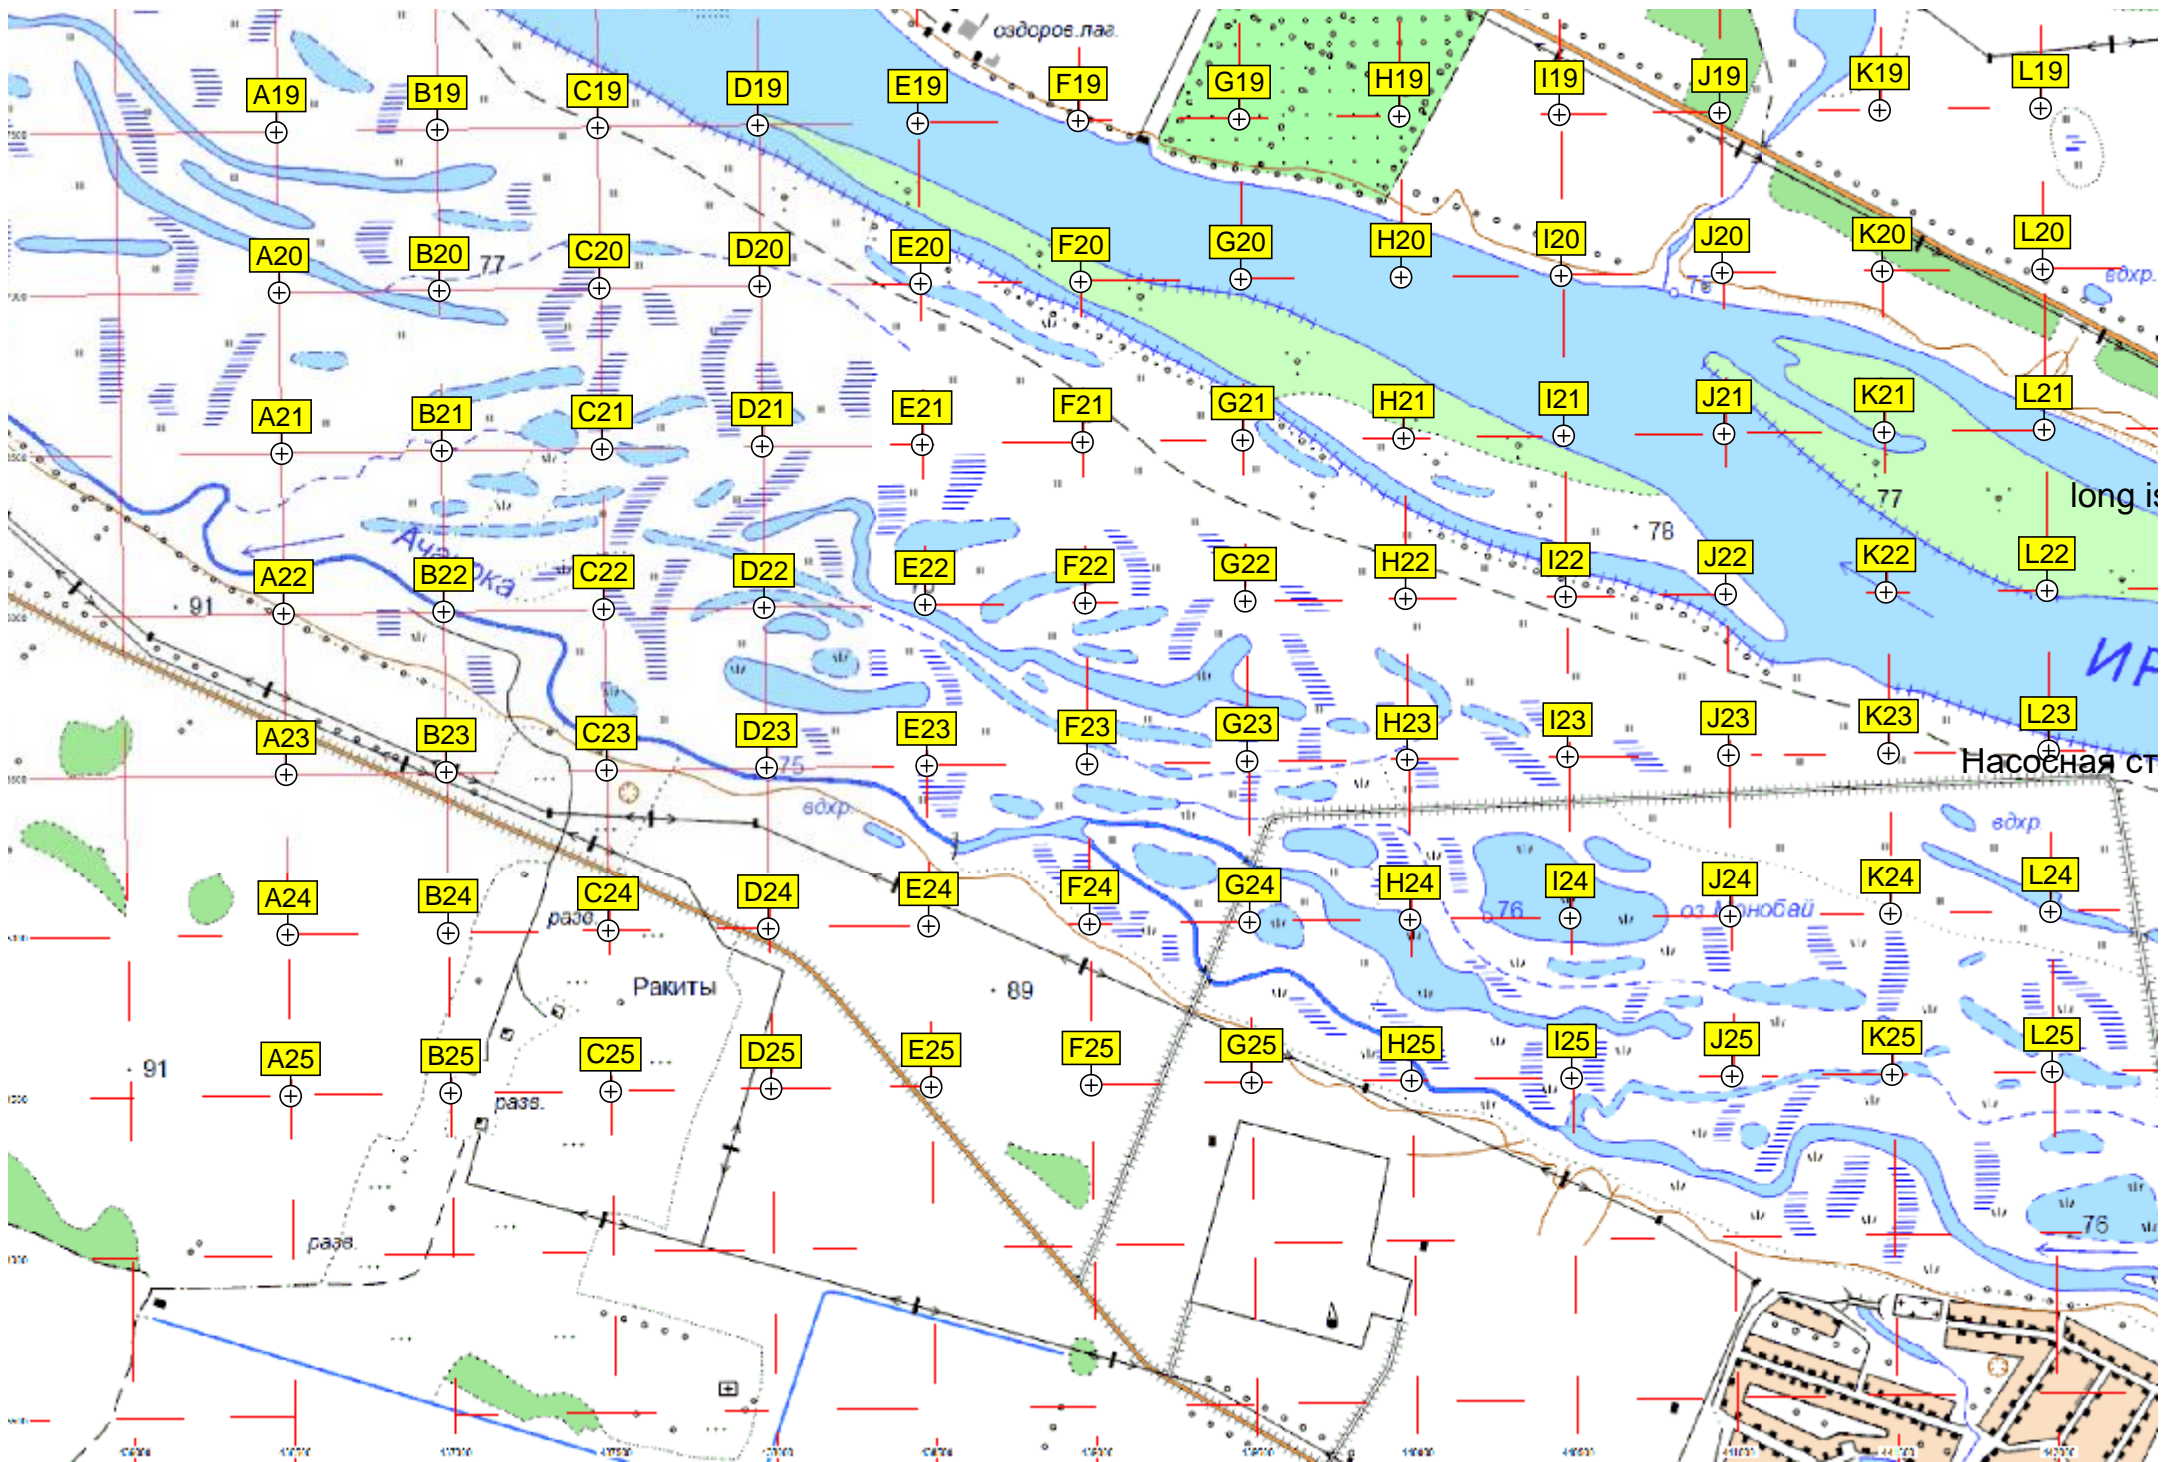 оздоров.лаг.
A19 B19 C19 D19 E19 F19 G19 H19 I19 J19 K19 L19
A20 B20 C20 D20 E20 F20 G20 H20 I20 J20 K20 L20
77
вдхр.
A21 B21 C21 D21 E21 F21 G21 H21 I21 J21 K21 L21
77
long is
78
A22 B22 C22 D22 E22 F22 G22 H22 I22 J22 K22 L22
91
ИР
A23 B23 C23 D23 E23 F23 G23 H23 I23 J23 K23 L23
75
Насосная ст
вдхр.
вдхр.
A24 B24 C24 D24 E24 F24 G24 H24 I24 J24 K24 L24
разв.
76
Ракиты
89
A25 B25 C25 D25 E25 F25 G25 H25 I25 J25 K25 L25
91
разв.
76
разв.